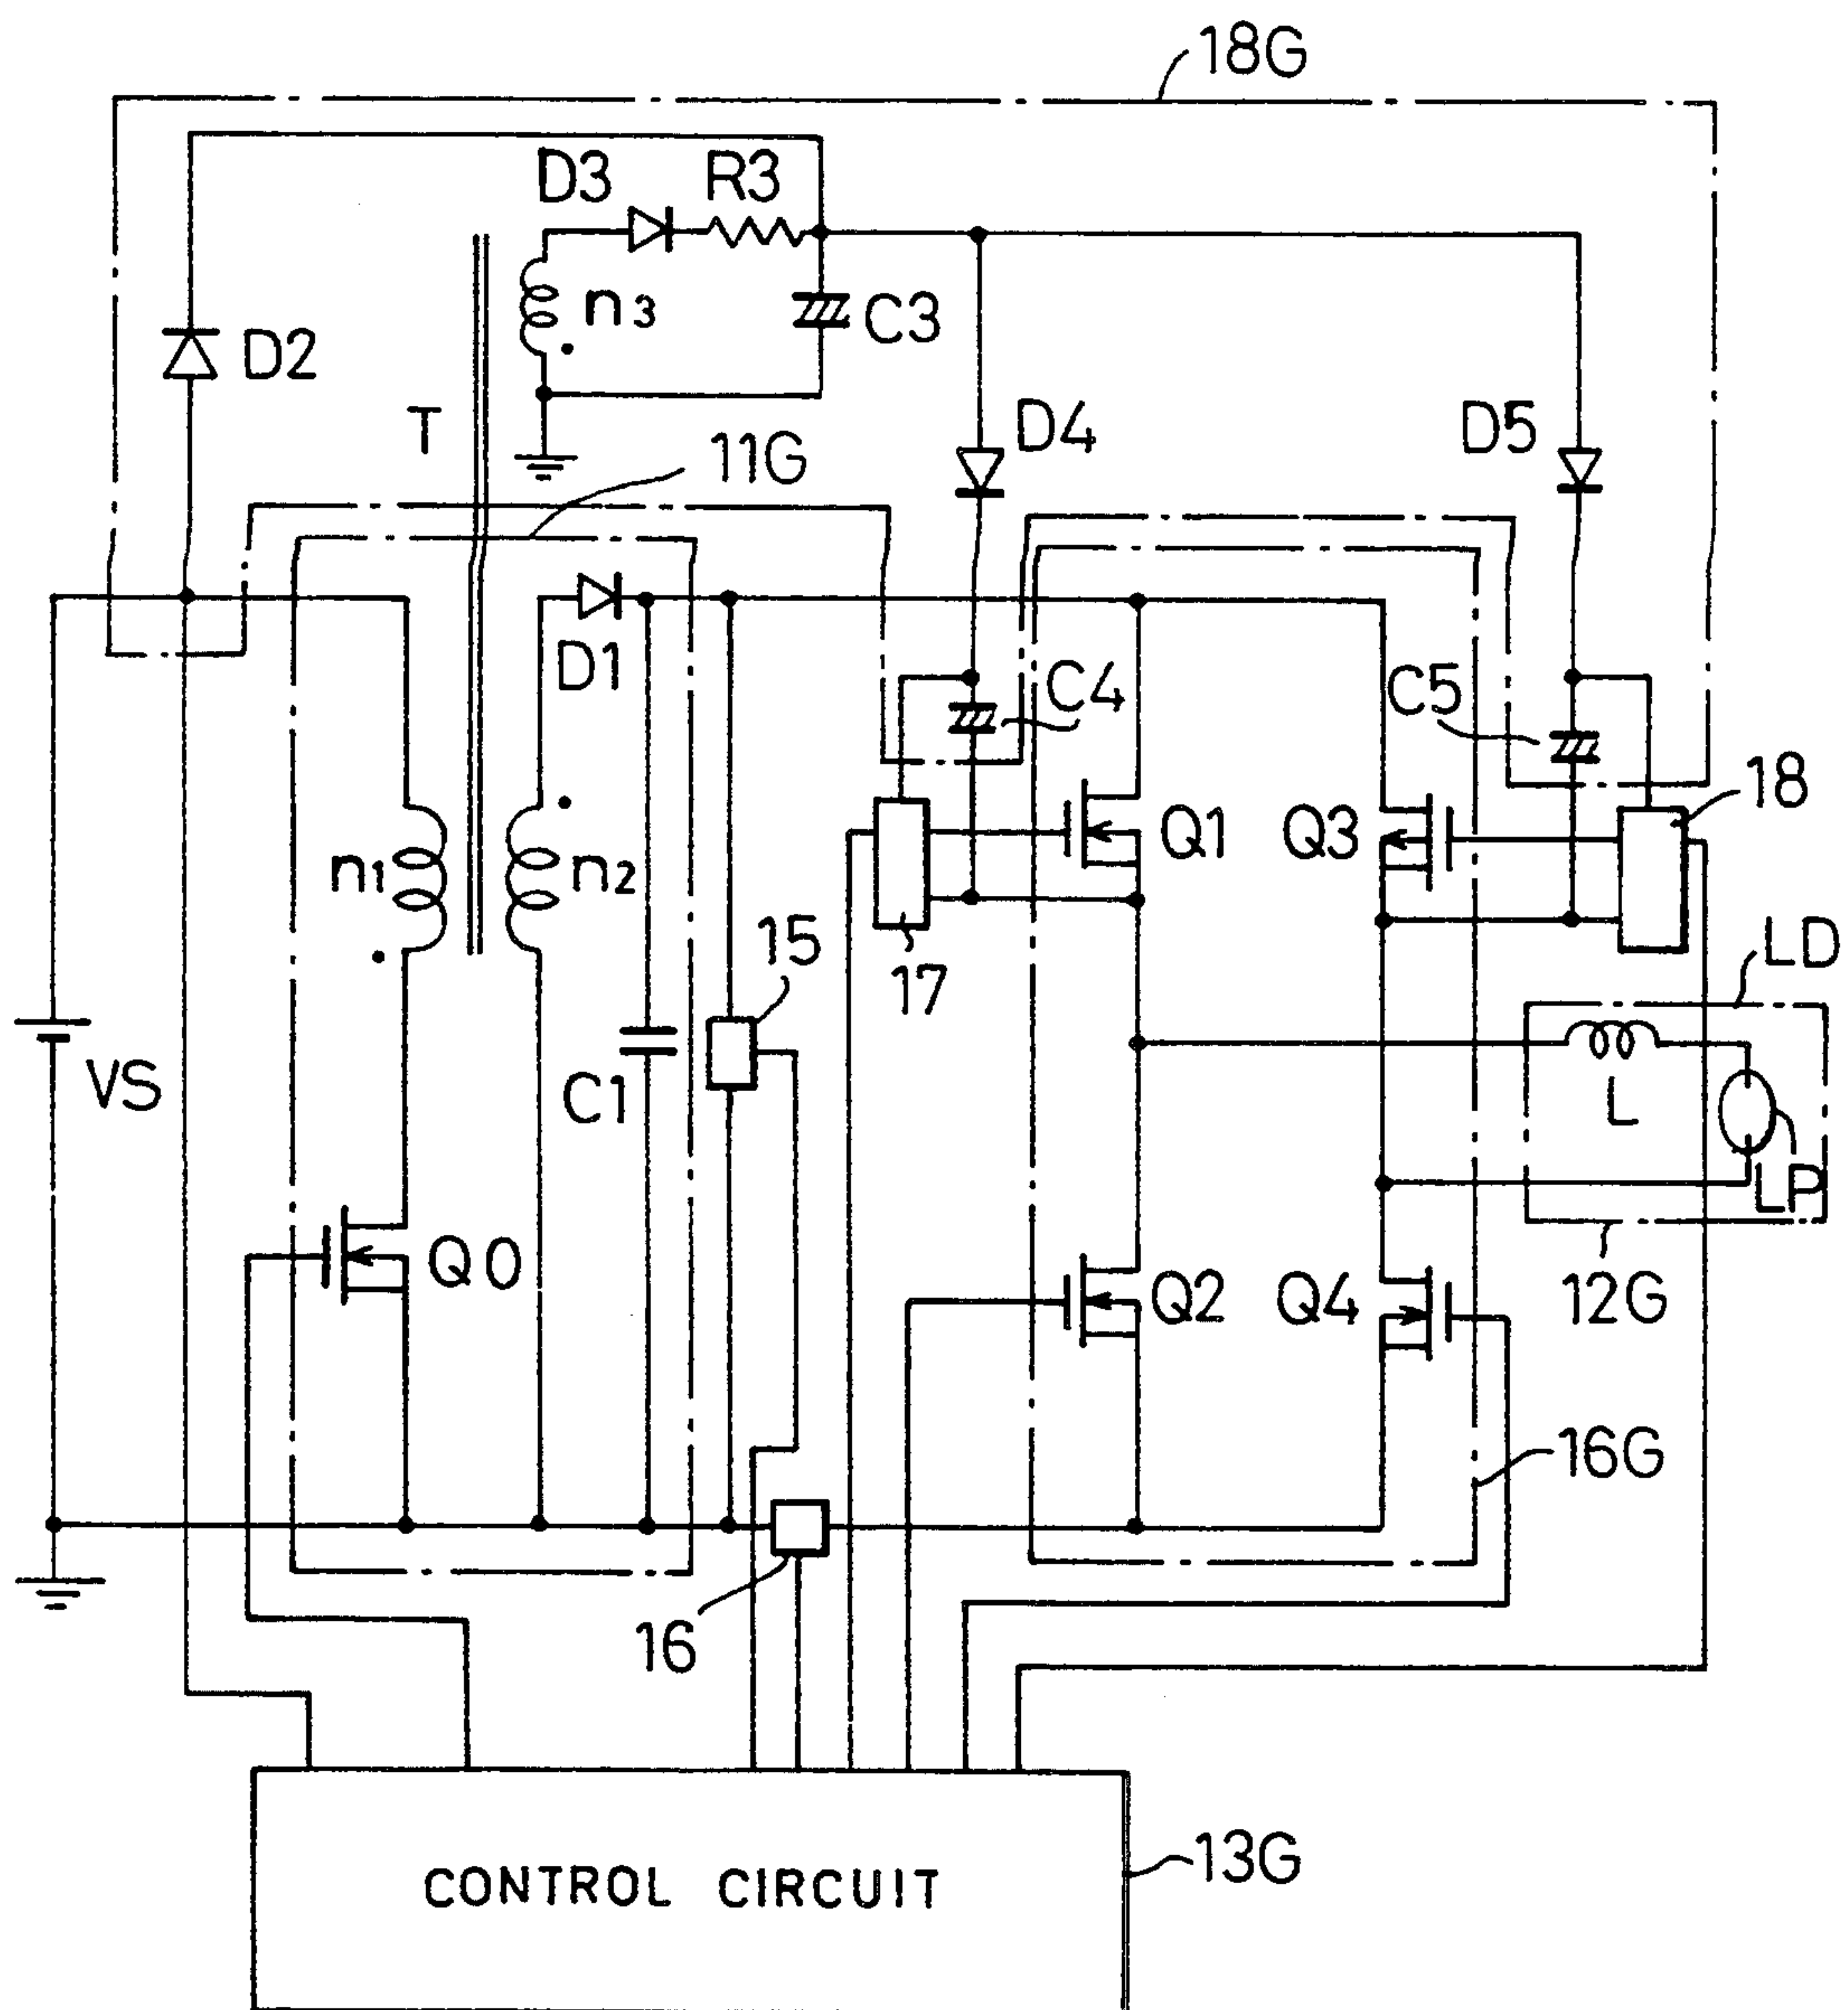 18G
D3
R3
n3
C3
D2
T
11G
D4
D5
D1
C4
C5
18
Q1
Q3
n1
n2
15
17
LD
VS
C1
L
LP
Q0
Q2
Q4
12G
16G
16
13G
CONTROL CIRCUIT